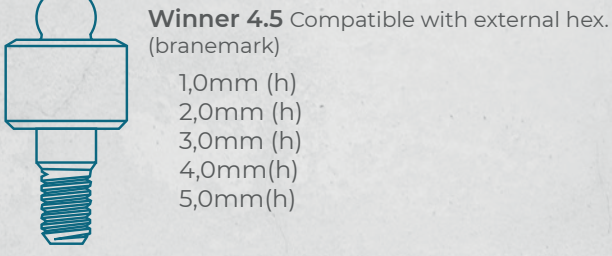 Winner 4.5 Compatible with external hex.
(branemark)
1,0mm (h)
2,0mm (h)
3,0mm (h)
4,0mm(h)
5,0mm(h)